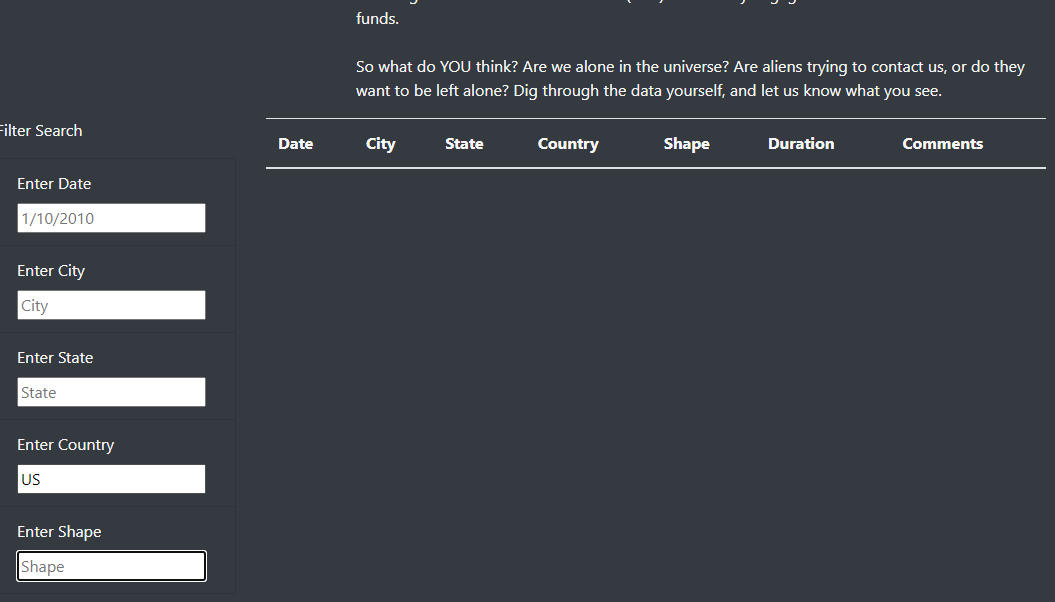 funds.
So what do YOU think? Are we alone in the universe? Are aliens trying to contact us, or do they
want to be left alone? Dig through the data yourself, and let us know what you see.
Filter Search
Date City State Country Shape Duration Comments
Enter Date
1/10/2010
Enter City
City
Enter State
State
Enter Country
US
Enter Shape
Shape